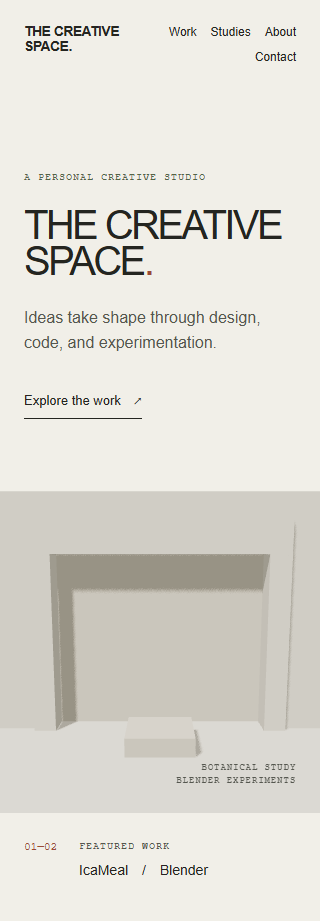 THE CREATIVE
SPACE.
Work Studies About
Contact
A PERSONAL CREATIVE STUDIO
THE CREATIVE
SPACE.
Ideas take shape through design,
code, and experimentation.
Explore the work ↗
BOTANICAL STUDY
BLENDER EXPERIMENTS
01—02 FEATURED WORK
IcaMeal / Blender